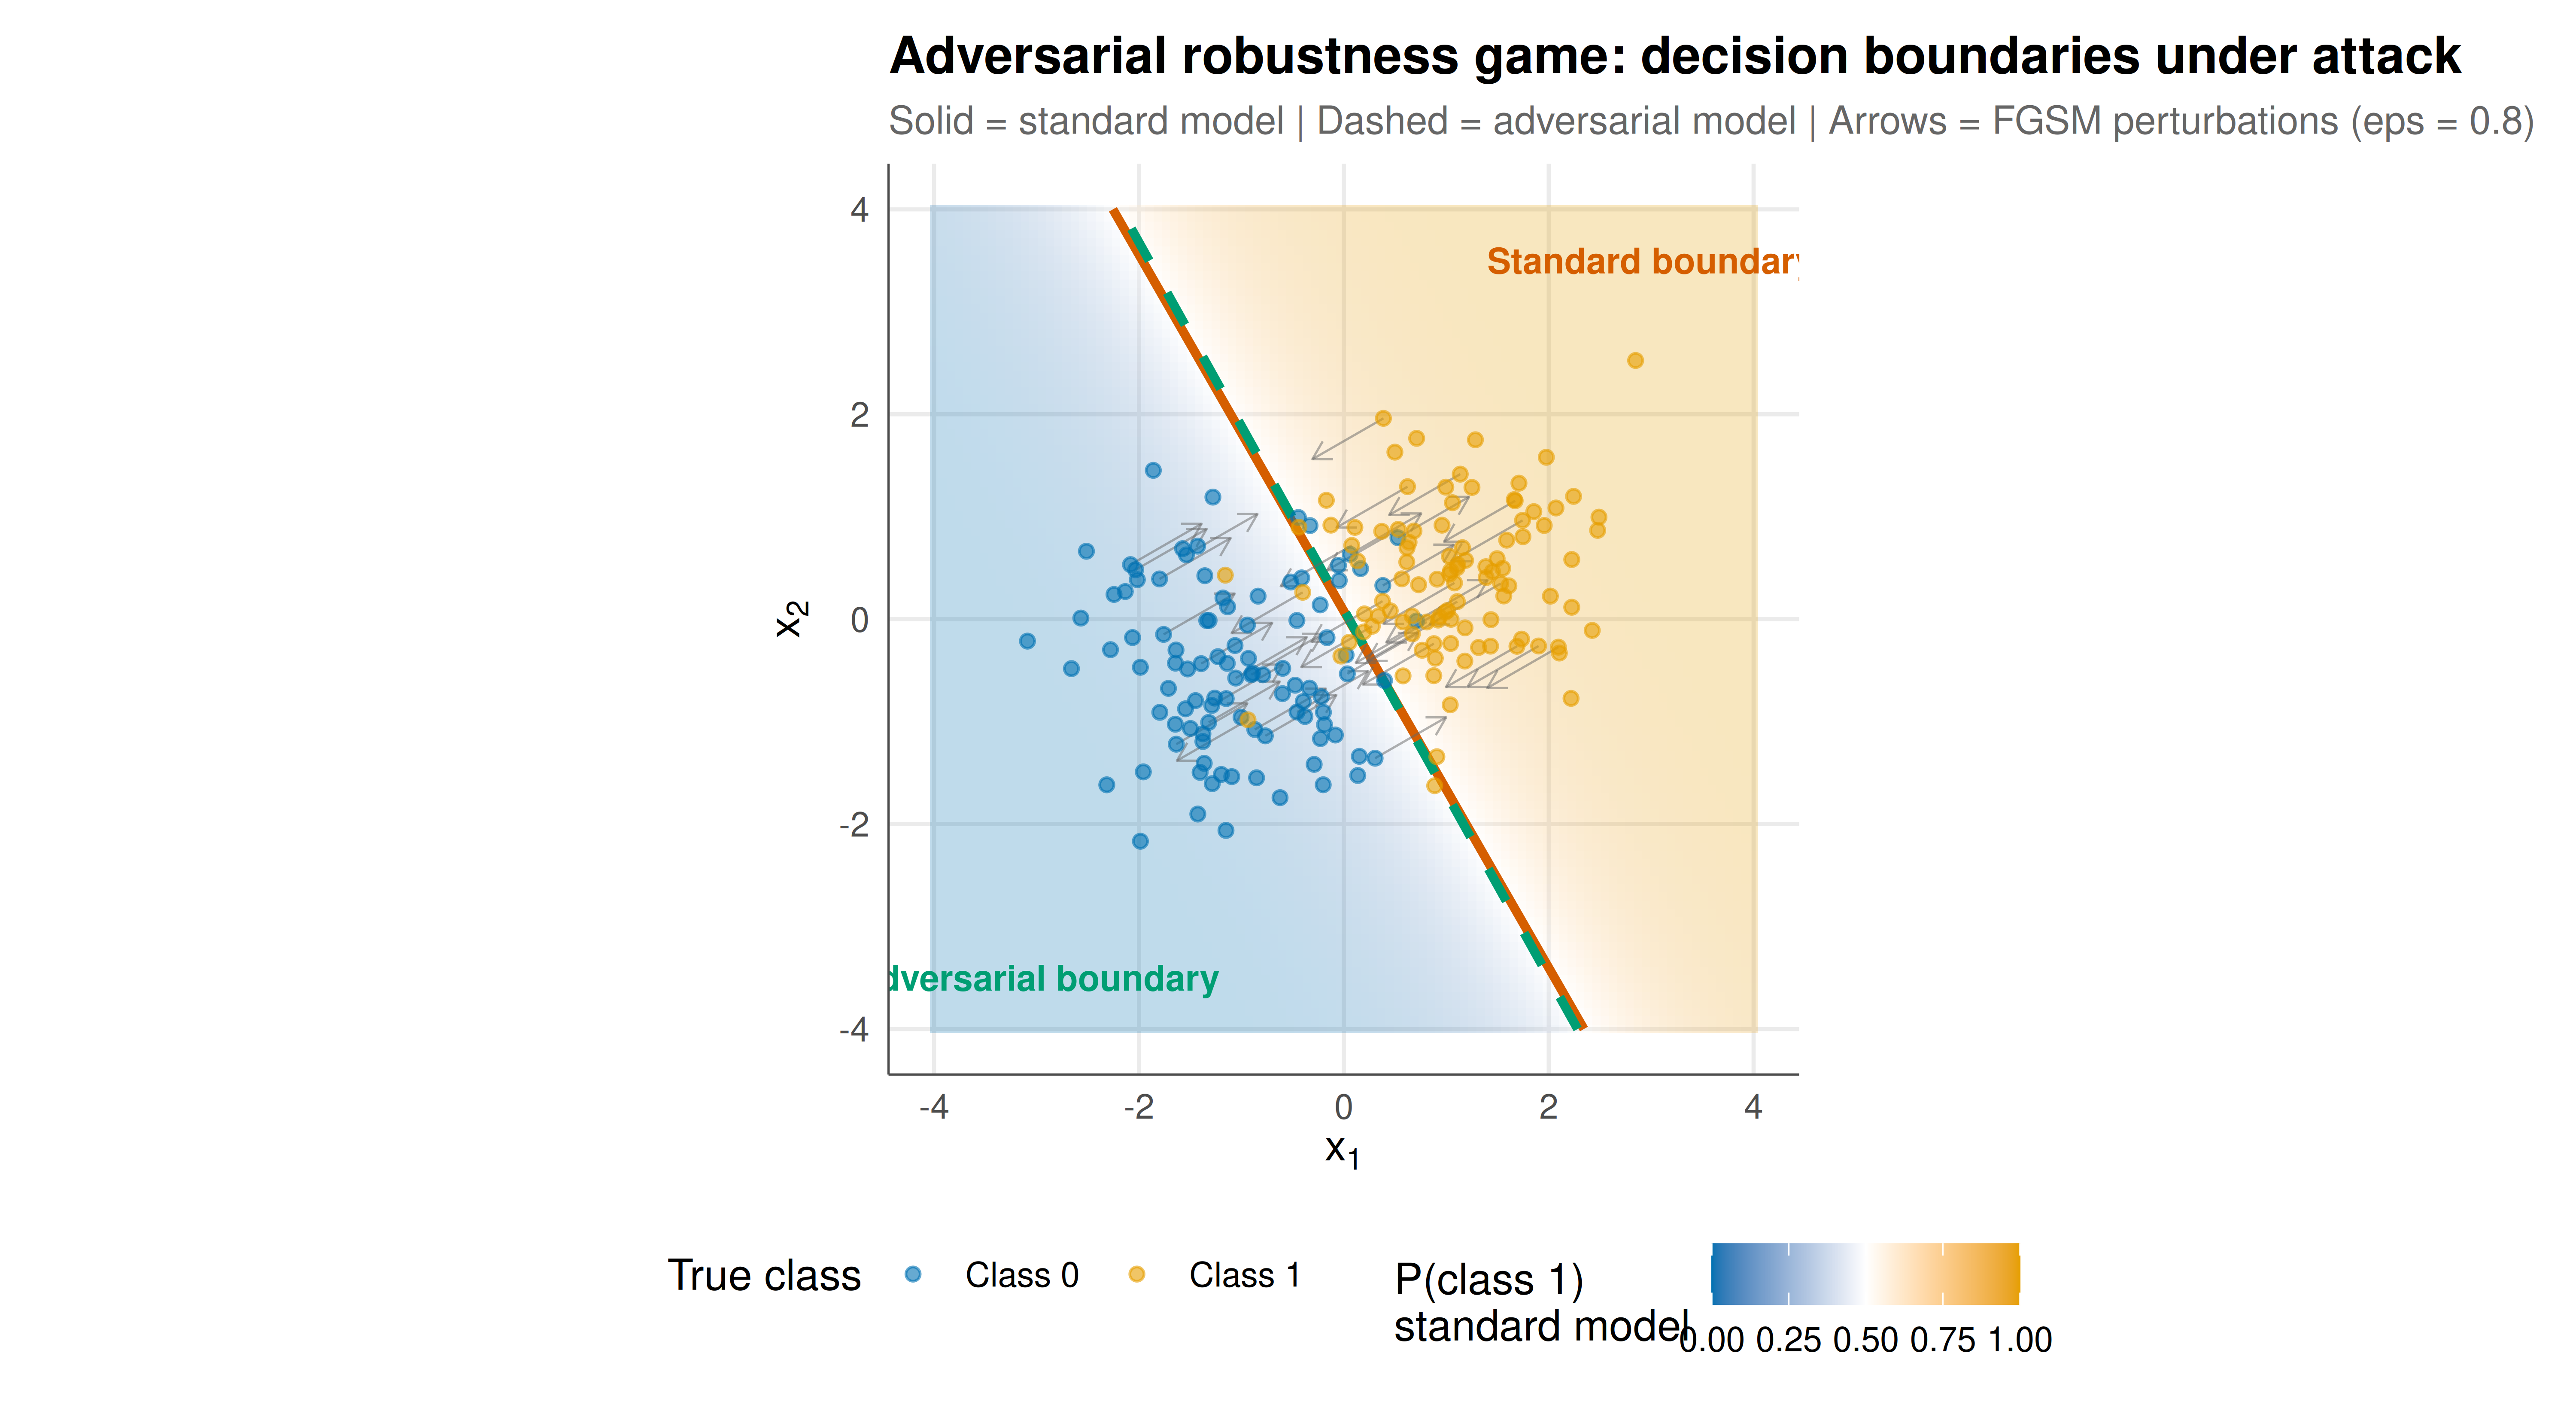 Adversarial robustness game: decision boundaries under attack
Solid = standard model | Dashed = adversarial model | Arrows = FGSM perturbations (eps = 0.8)
4
Standard boundary
2
x2
0
-2
dversarial boundary
-4
-4 -2 0 2 4
x1
True class Class 0 Class 1
P(class 1)
standard model
0.00 0.25 0.50 0.75 1.00